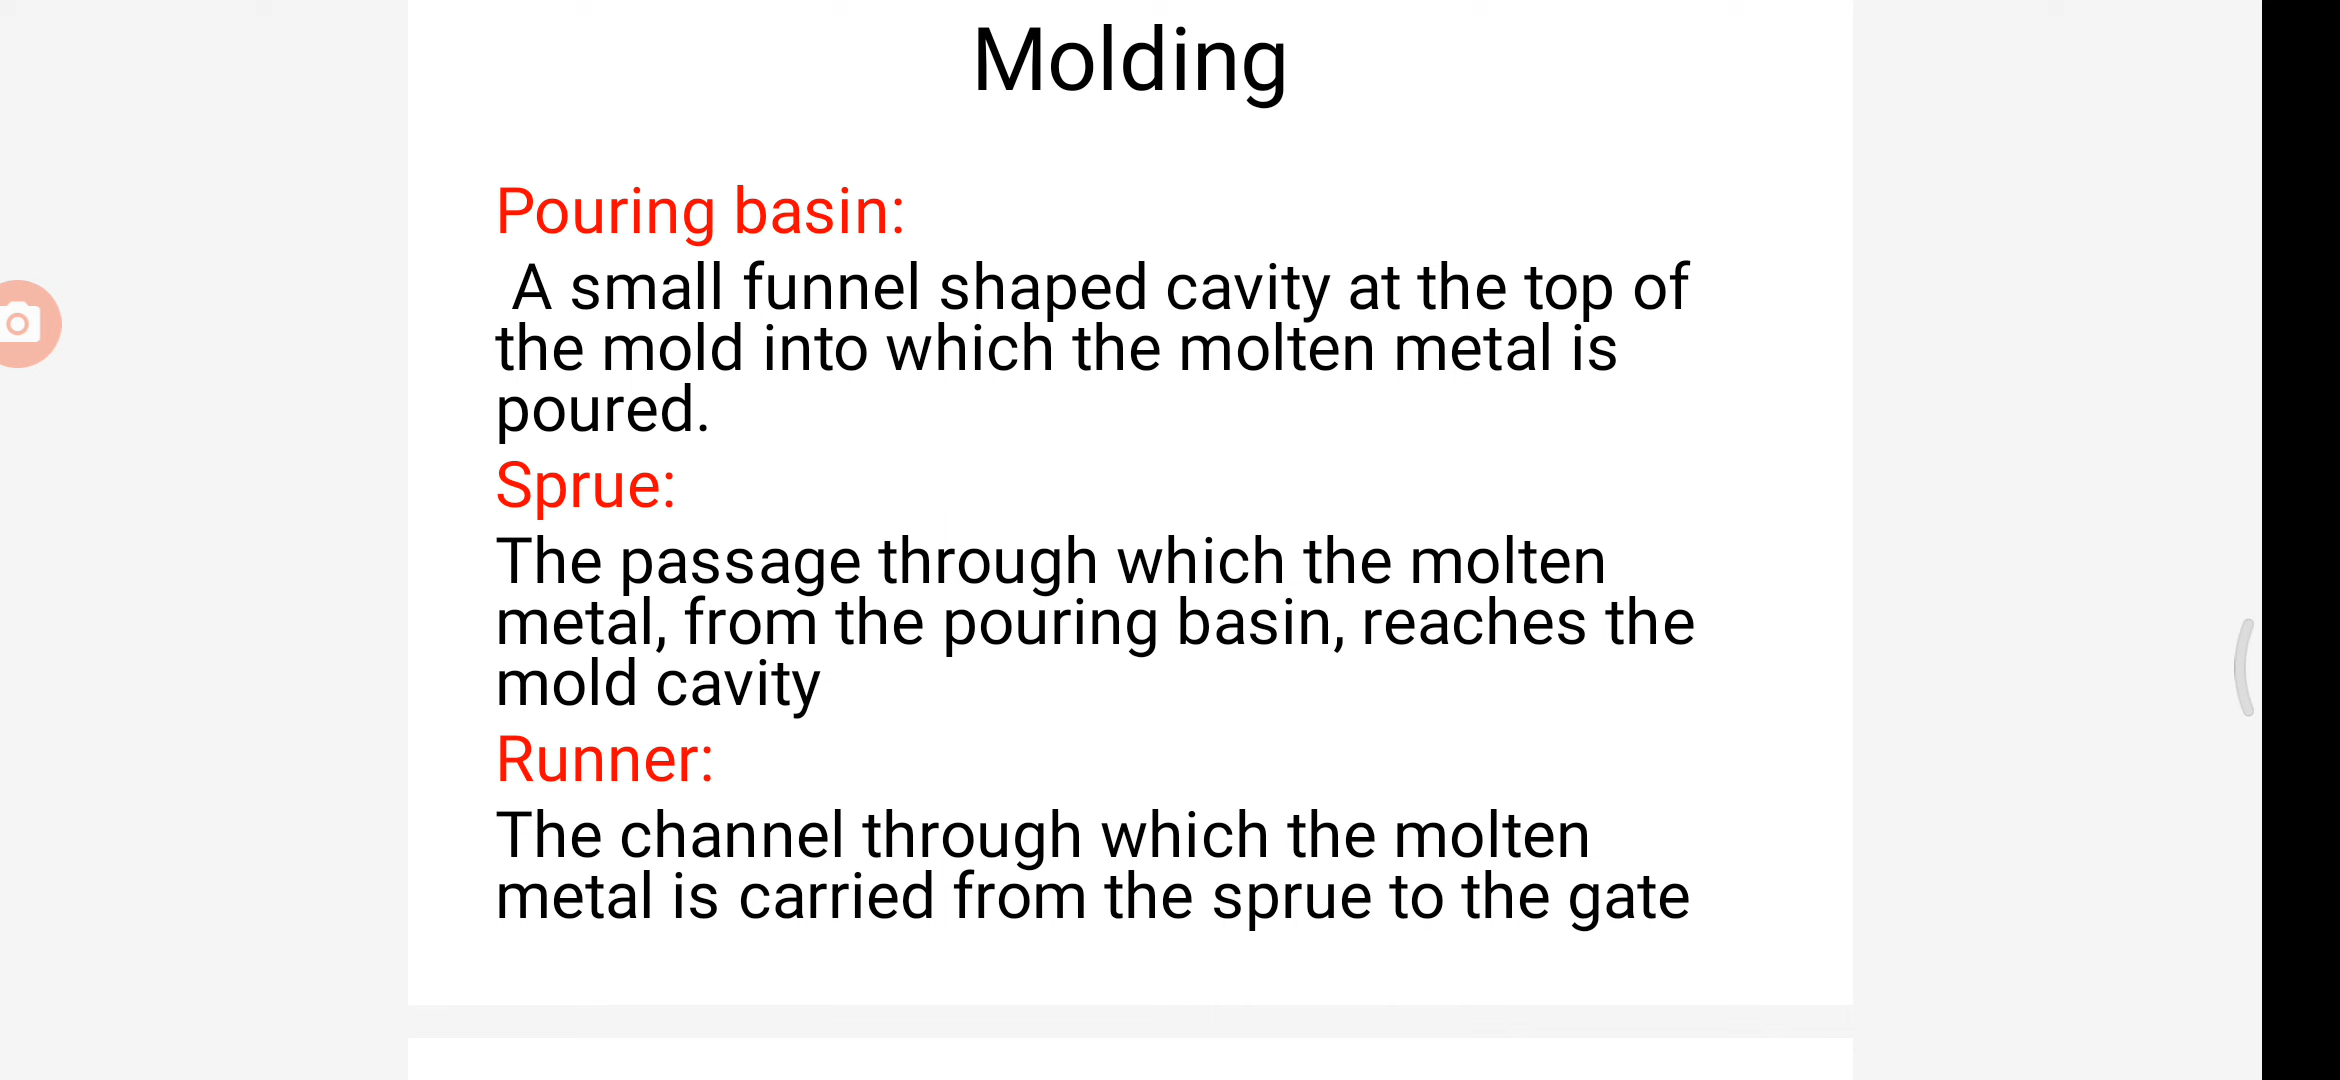 Molding
Pouring basin:
A small funnel shaped cavity at the top of
the mold into which the molten metal is
poured.
Sprue:
The passage through which the molten
metal, from the pouring basin, reaches the
mold cavity
Runner:
The channel through which the molten
metal is carried from the sprue to the gate